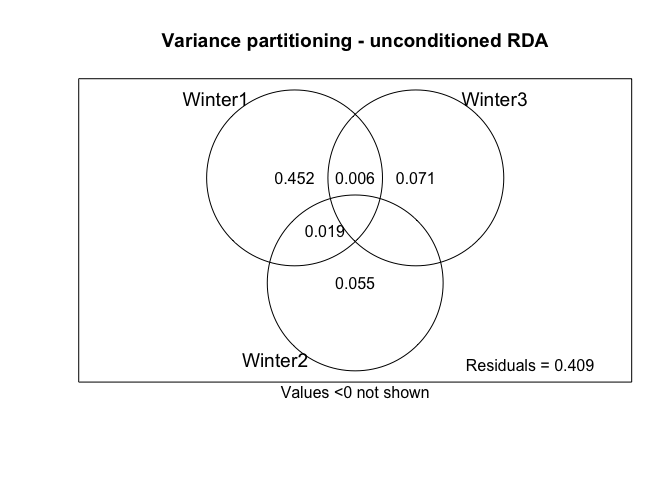 Variance partitioning - unconditioned RDA
Winter1
Winter3
0.452
0.006
0.071
0.019
0.055
Winter2
Residuals = 0.409
Values <0 not shown